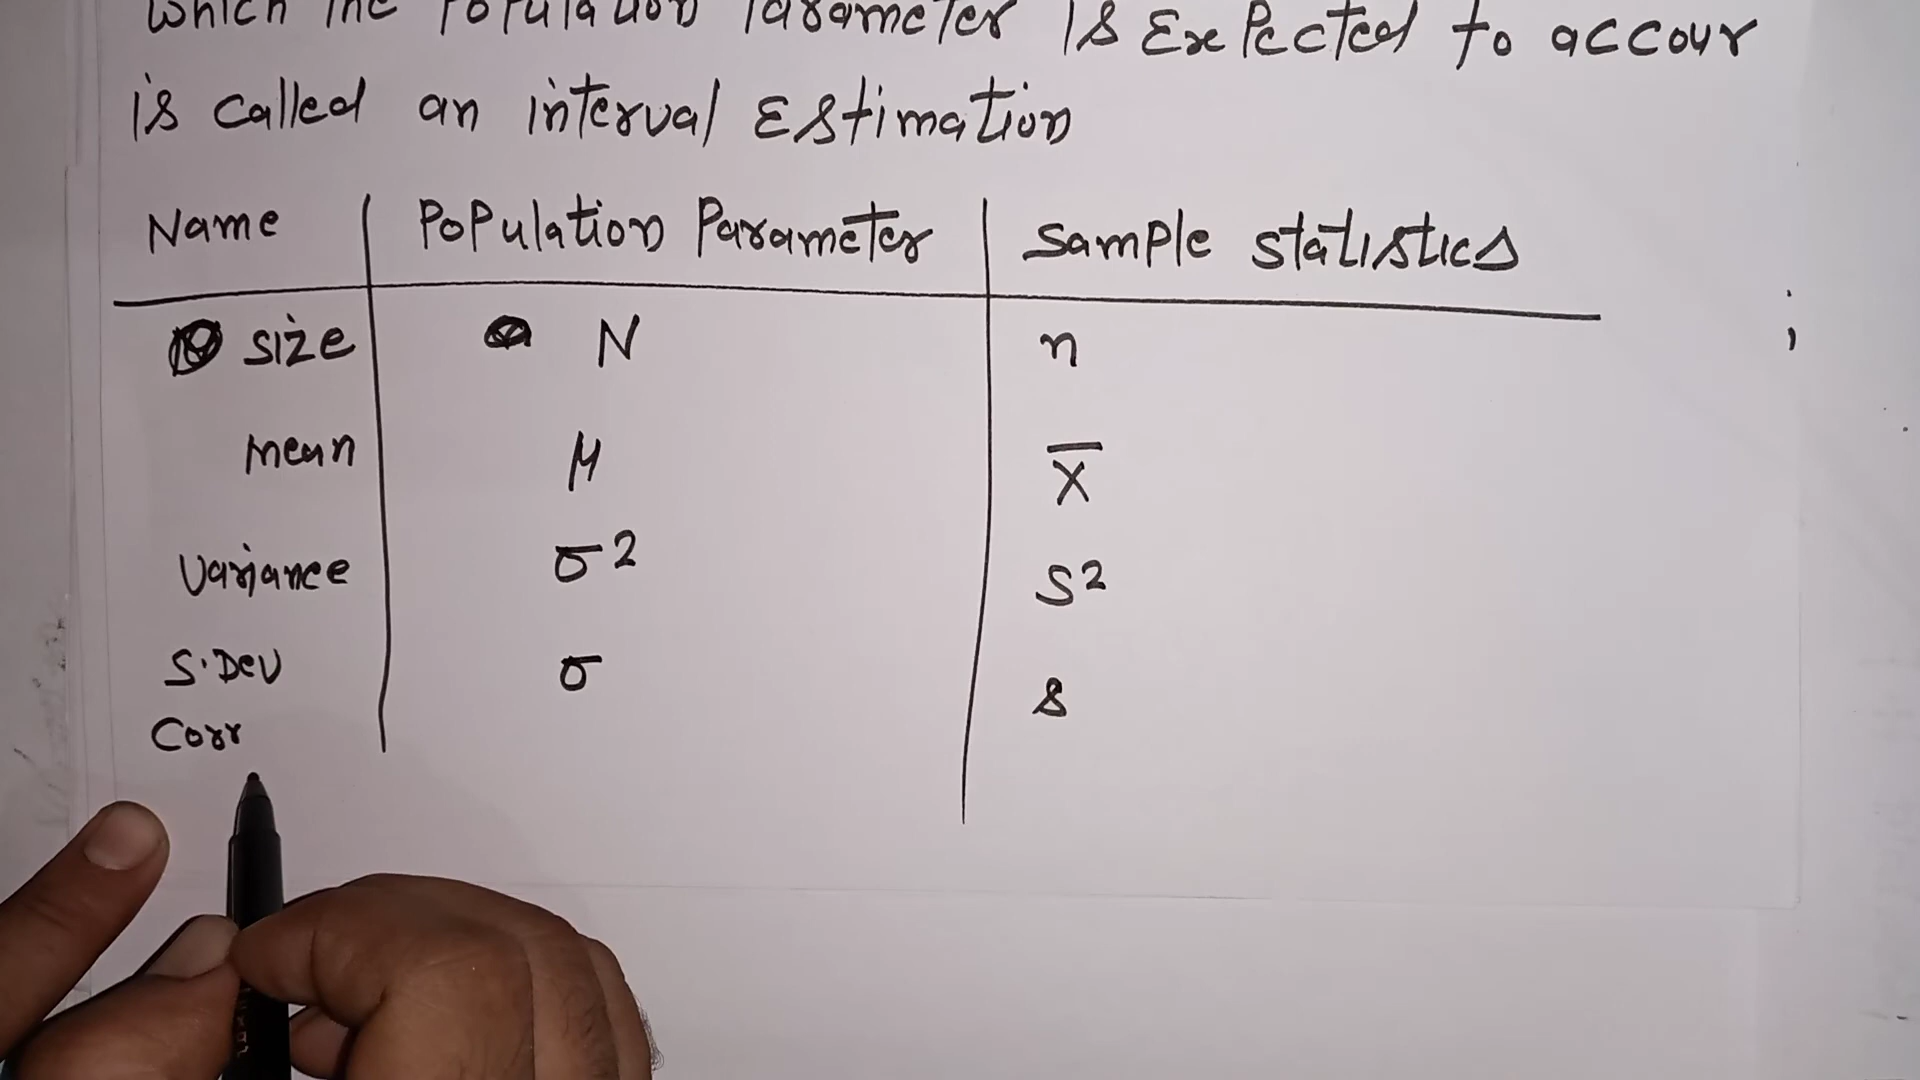 which the Population Parameter is Expected to accour
is called an interval Estimation
Name Population Parameter Sample statistics
size N n
mean μ x̄
Variance σ² S²
S.Dev σ s
Corr